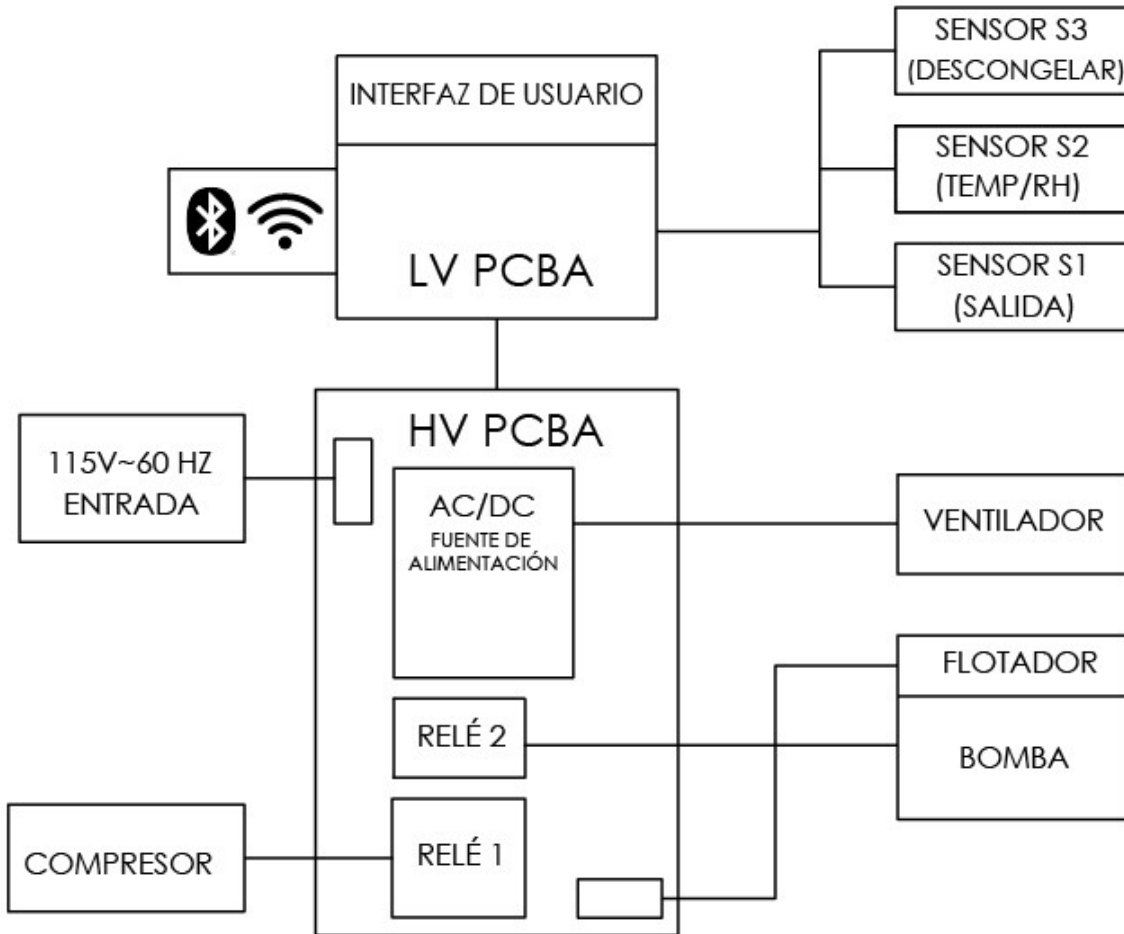 SENSOR S3
(DESCONGELAR)
INTERFAZ DE USUARIO
SENSOR S2
(TEMP/RH)
LV PCBA
SENSOR S1
(SALIDA)
HV PCBA
115V~60 HZ
ENTRADA
AC/DC
FUENTE DE
ALIMENTACIÓN
VENTILADOR
FLOTADOR
RELÉ 2
BOMBA
COMPRESOR
RELÉ 1